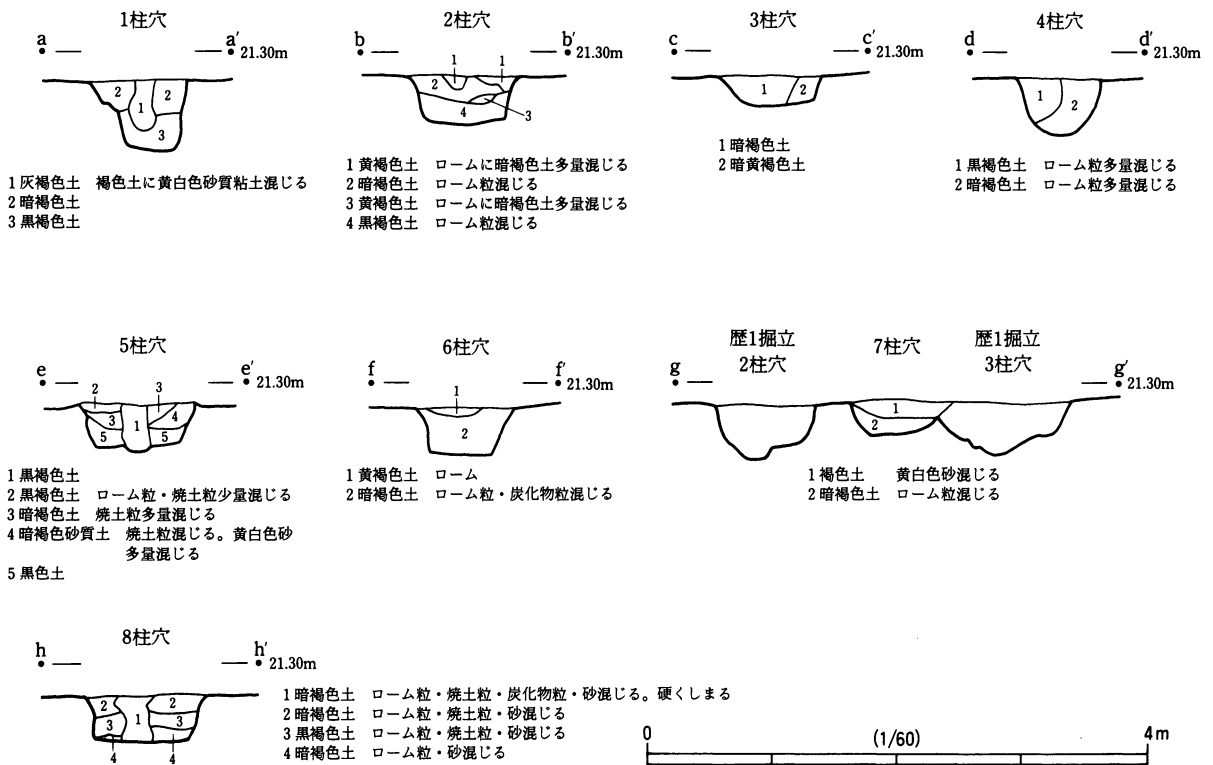 1柱穴
a a′ 21.30m
2 1 2 3
1 灰褐色土 褐色土に黄白色砂質粘土混じる
2 暗褐色土
3 黒褐色土
2柱穴
b b′
1 1 2 4 3
1 黄褐色土 ロームに暗褐色土多量混じる
2 暗褐色土 ローム粒混じる
3 黄褐色土 ロームに暗褐色土多量混じる
4 黒褐色土 ローム粒混じる
3柱穴
c c′ 21.30m
1 2
1 暗褐色土
2 暗黄褐色土
4柱穴
d d′ 21.30m
1 2
1 黒褐色土 ローム粒多量混じる
2 暗褐色土 ローム粒多量混じる
5柱穴
e e′ 21.30m
2 3 3 1 4 5 5
1 黒褐色土
2 黒褐色土 ローム粒・焼土粒少量混じる
3 暗褐色土 焼土粒多量混じる
4 暗褐色砂質土 焼土粒混じる。黄白色砂
多量混じる
5 黒色土
6柱穴
f f′ 21.30m
1 2
1 黄褐色土 ローム
2 暗褐色土 ローム粒・炭化物粒混じる
歴1掘立
2柱穴
7柱穴
歴1掘立
3柱穴
g g′ 21.30m
1 2
1 褐色土 黄白色砂混じる
2 暗褐色土 ローム粒混じる
8柱穴
h h′ 21.30m
2 2 3 1 3 4 4
1 暗褐色土 ローム粒・焼土粒・炭化物粒・砂混じる。硬くしまる
2 暗褐色土 ローム粒・焼土粒・砂混じる
3 黒褐色土 ローム粒・焼土粒・砂混じる
4 暗褐色土 ローム粒・砂混じる
0 (1/60) 4m